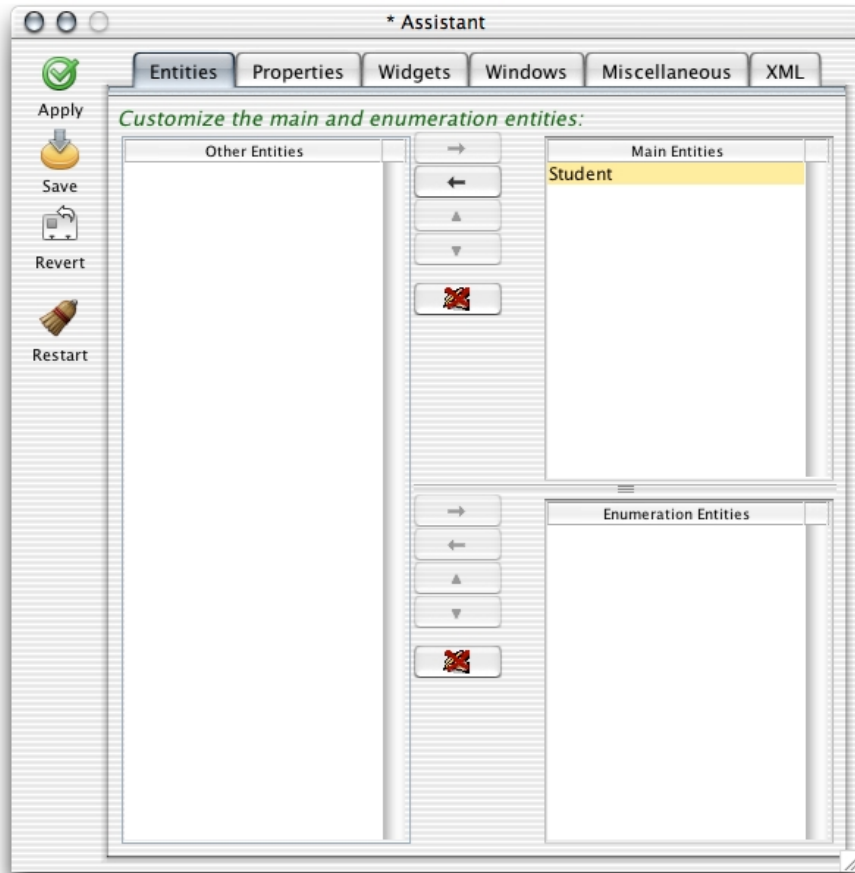 * Assistant
Entities Properties Widgets Windows Miscellaneous XML
Apply
Save
Revert
Restart
Customize the main and enumeration entities:
Other Entities
Main Entities
Student
Enumeration Entities